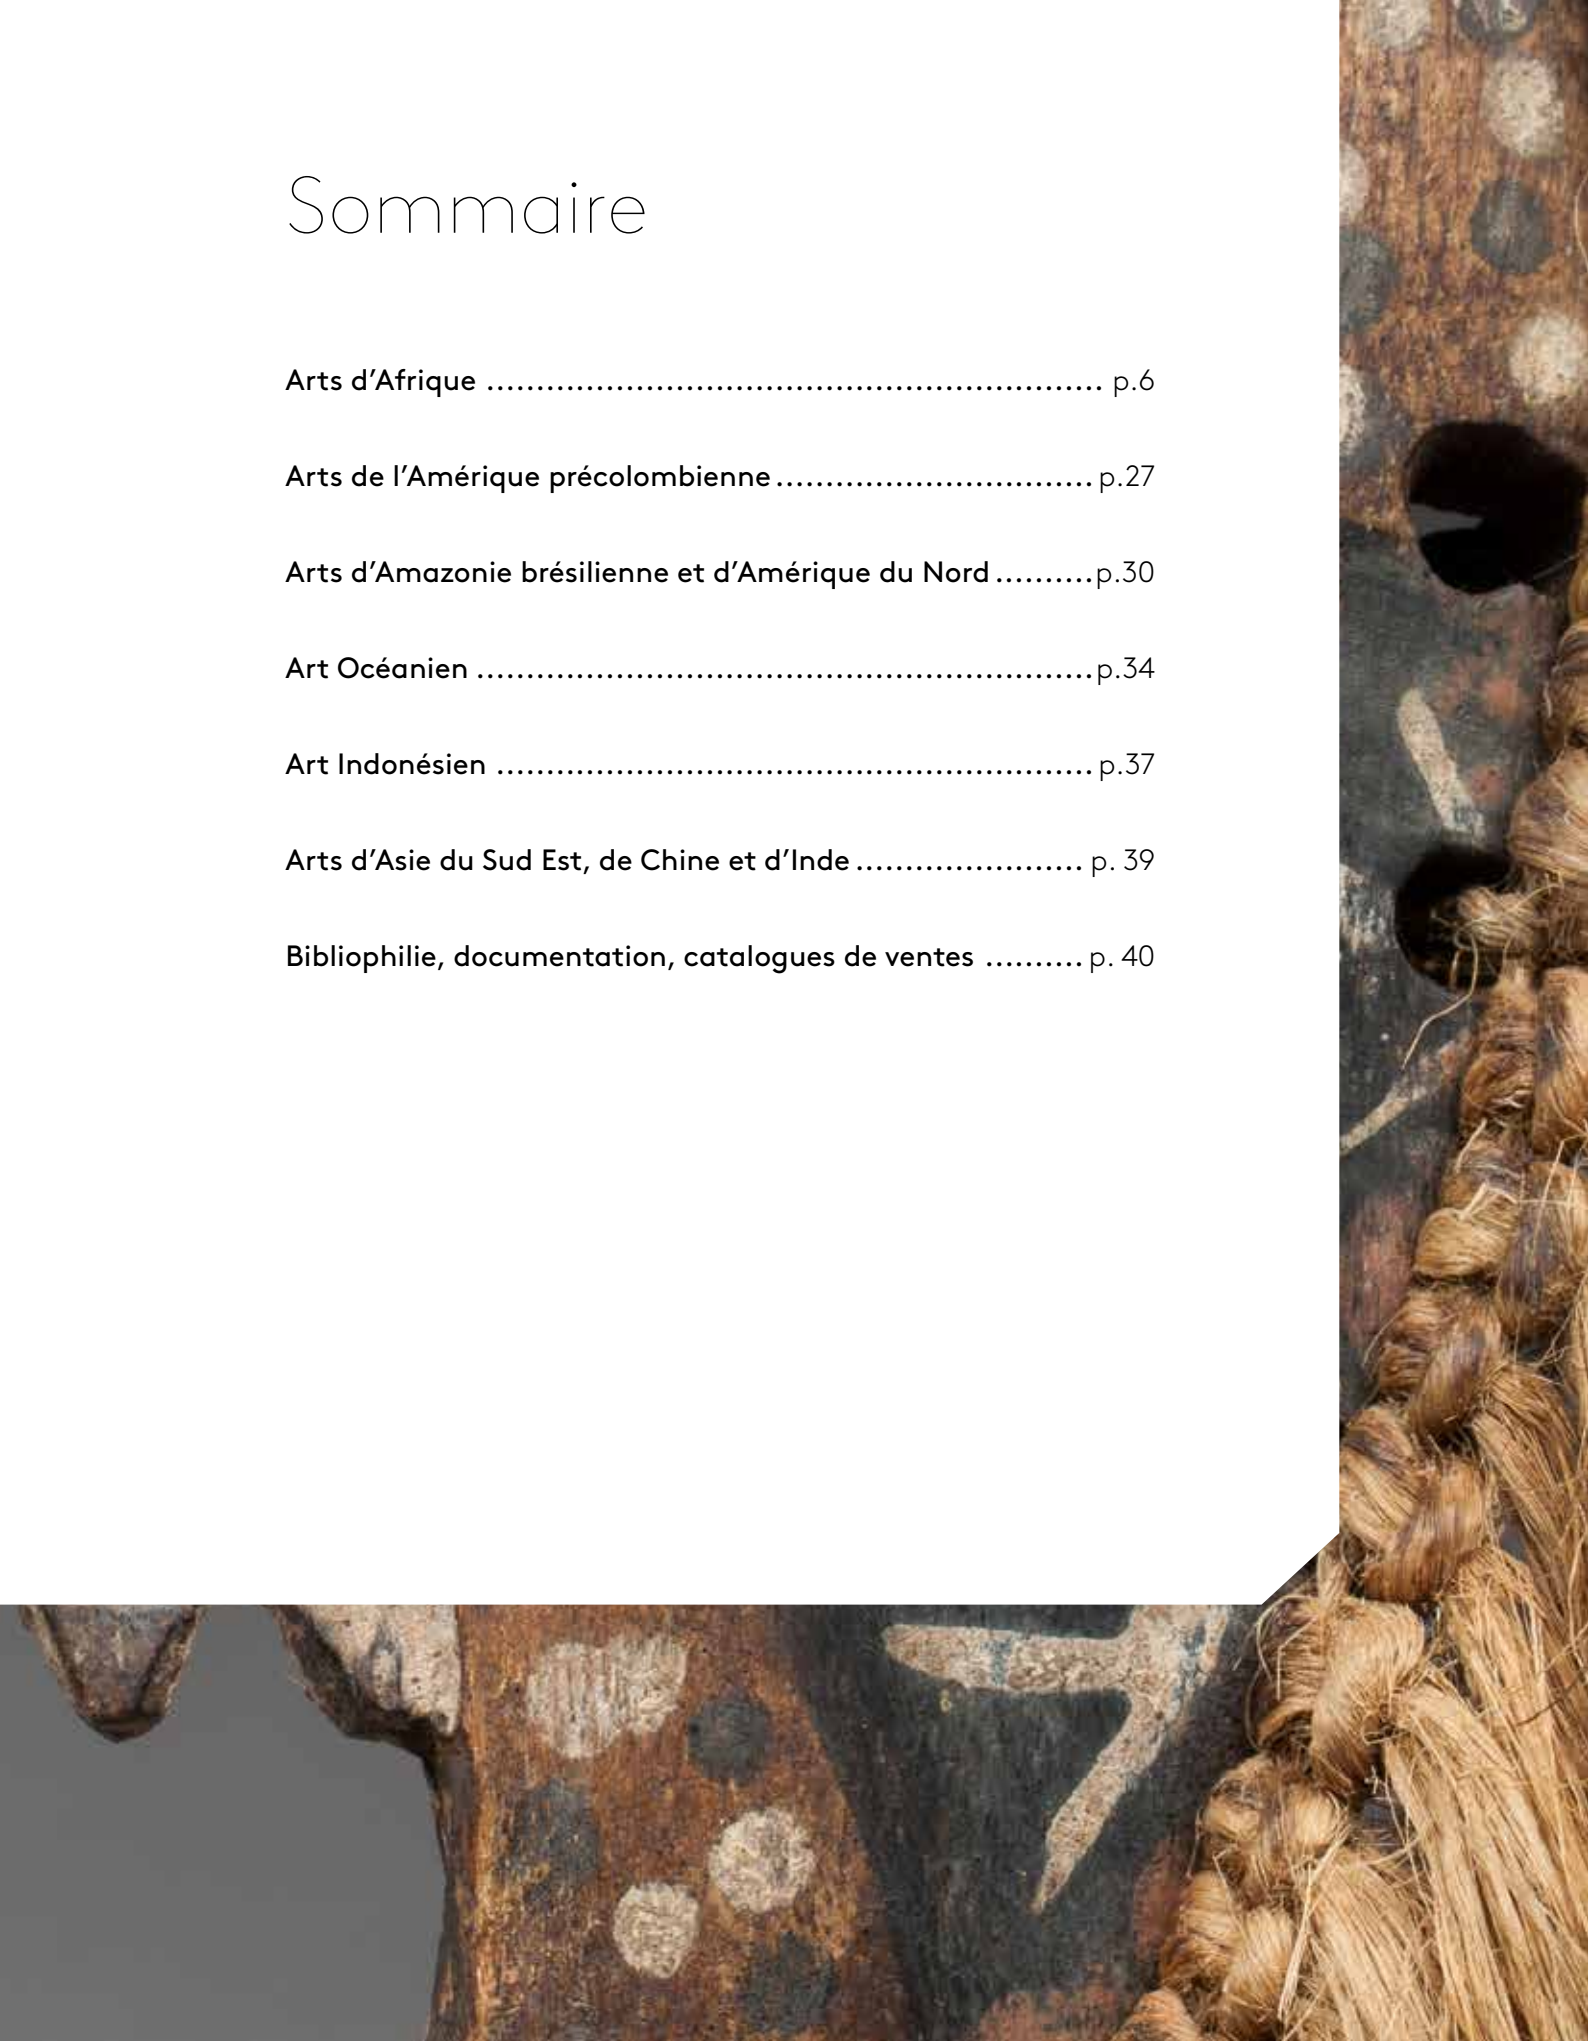 Sommaire
Arts d’Afrique .............................................................. p.6
Arts de l’Amérique précolombienne ................................ p.27
Arts d’Amazonie brésilienne et d’Amérique du Nord ..........p.30
Art Océanien ..............................................................p.34
Art Indonésien ............................................................ p.37
Arts d’Asie du Sud Est, de Chine et d’Inde ....................... p. 39
Bibliophilie, documentation, catalogues de ventes .......... p. 40